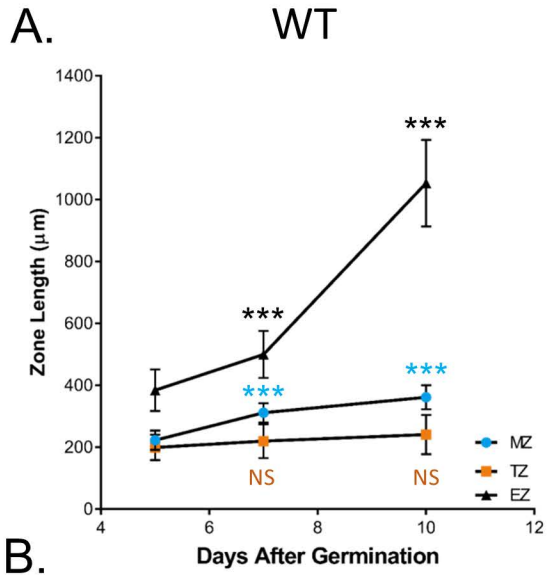 A.
WT
1400
1200
1000
800
600
400
200
0
Zone Length (μm)
***
***
***
***
NS
NS
MZ
TZ
EZ
4
6
8
10
12
Days After Germination
B.